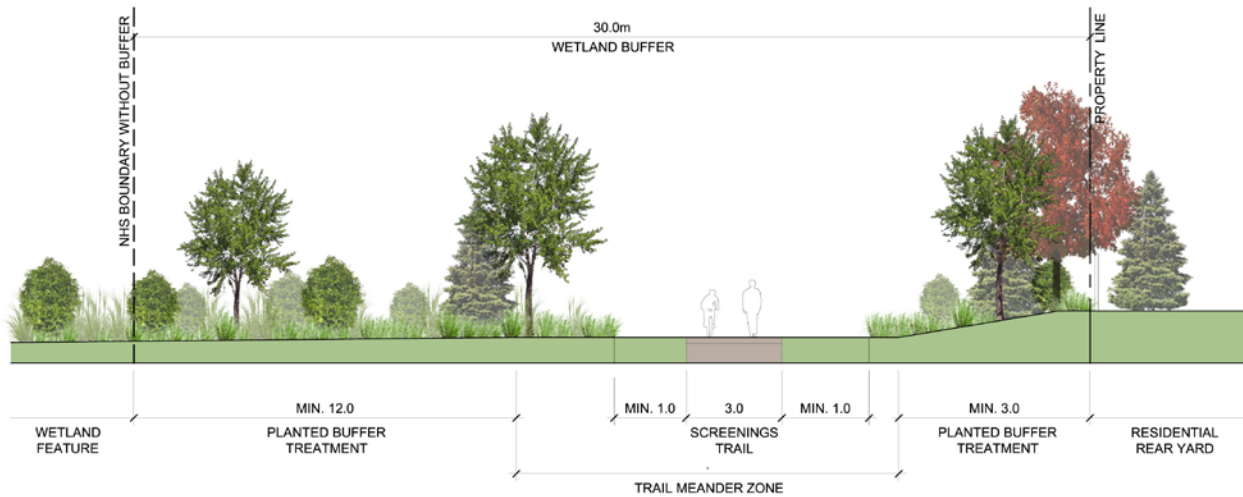 30.0m
WETLAND BUFFER
NHS BOUNDARY WITHOUT BUFFER
PROPERTY LINE
MIN. 12.0
MIN. 1.0
3.0
MIN. 1.0
MIN. 3.0
WETLAND
FEATURE
PLANTED BUFFER
TREATMENT
SCREENINGS
TRAIL
PLANTED BUFFER
TREATMENT
RESIDENTIAL
REAR YARD
TRAIL MEANDER ZONE